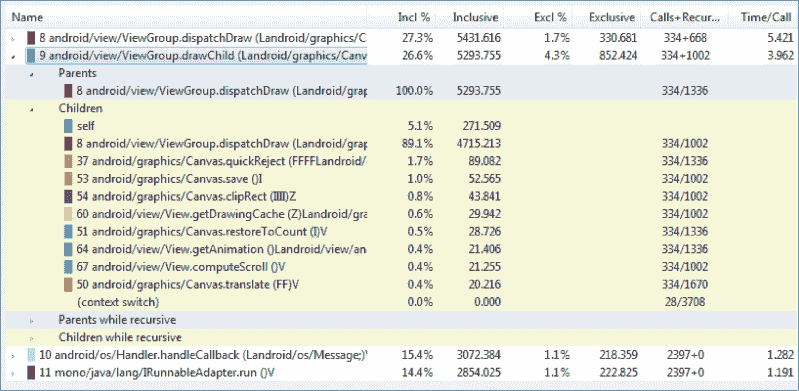 Name Incl % Inclusive Excl % Exclusive Calls+Recur... Time/Call
8 android/view/ViewGroup.dispatchDraw (Landroid/graphics/C 27.3% 5431.616 1.7% 330.681 334+668 5.421
9 android/view/ViewGroup.drawChild (Landroid/graphics/Canv 26.6% 5293.755 4.3% 852.424 334+1002 3.962
Parents
8 android/view/ViewGroup.dispatchDraw (Landroid/gra 100.0% 5293.755 334/1336
Children
self 5.1% 271.509
8 android/view/ViewGroup.dispatchDraw (Landroid/gra 89.1% 4715.213 334/1002
37 android/graphics/Canvas.quickReject (FFFFLandroid/ 1.7% 89.082 334/1336
53 android/graphics/Canvas.save ()I 1.0% 52.565 334/1002
54 android/graphics/Canvas.clipRect (IIII)Z 0.8% 43.841 334/1002
60 android/view/View.getDrawingCache (Z)Landroid/gra 0.6% 29.942 334/1002
51 android/graphics/Canvas.restoreToCount (I)V 0.5% 28.726 334/1336
64 android/view/View.getAnimation ()Landroid/view/an 0.4% 21.406 334/1336
67 android/view/View.computeScroll ()V 0.4% 21.255 334/1336
50 android/graphics/Canvas.translate (FF)V 0.4% 20.216 334/1670
(context switch) 0.0% 0.000 28/3708
Parents while recursive
Children while recursive
10 android/os/Handler.handleCallback (Landroid/os/Message;)V 15.4% 3072.384 1.1% 218.359 2397+0 1.282
11 mono/java/lang/IRunnableAdapter.run ()V 14.4% 2854.025 1.1% 222.825 2397+0 1.191